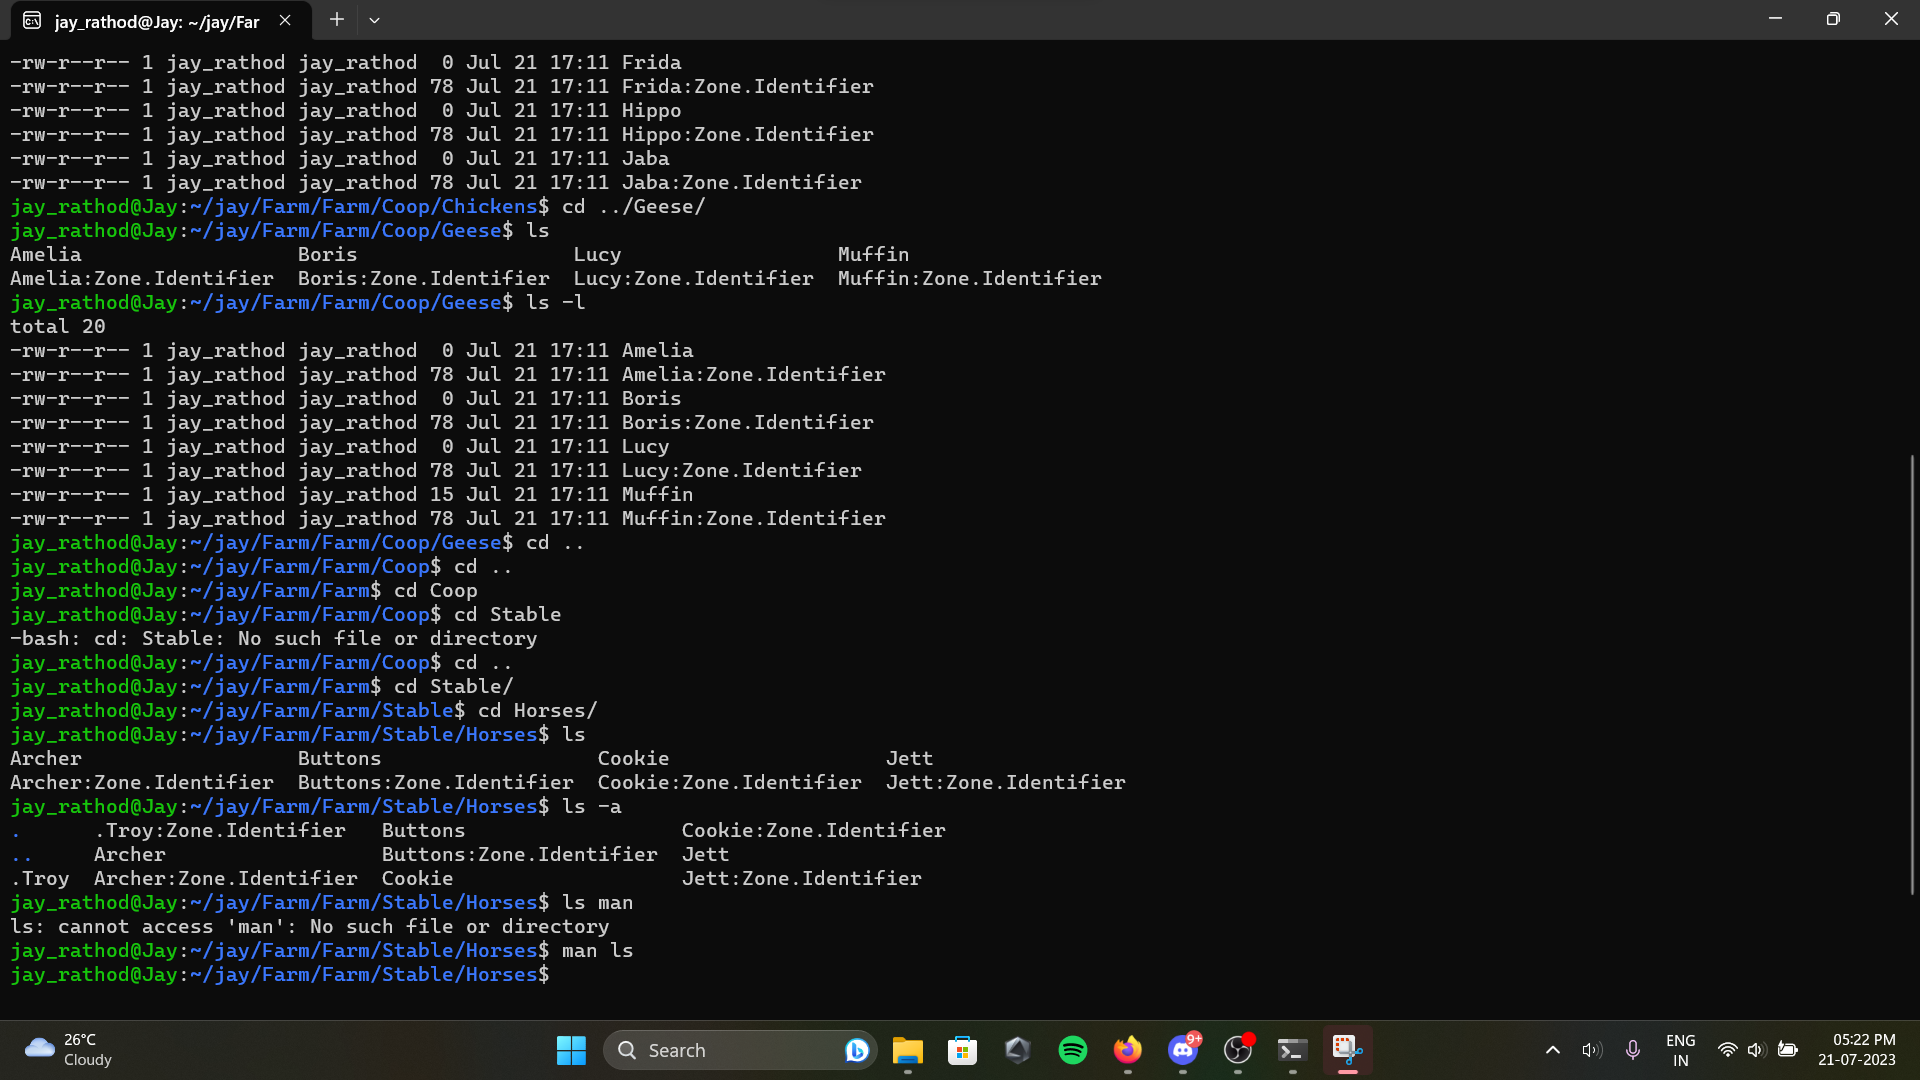 jay_rathod@Jay: ~/jay/Far
-rw-r--r-- 1 jay_rathod jay_rathod  0 Jul 21 17:11 Frida
-rw-r--r-- 1 jay_rathod jay_rathod 78 Jul 21 17:11 Frida:Zone.Identifier
-rw-r--r-- 1 jay_rathod jay_rathod  0 Jul 21 17:11 Hippo
-rw-r--r-- 1 jay_rathod jay_rathod 78 Jul 21 17:11 Hippo:Zone.Identifier
-rw-r--r-- 1 jay_rathod jay_rathod  0 Jul 21 17:11 Jaba
-rw-r--r-- 1 jay_rathod jay_rathod 78 Jul 21 17:11 Jaba:Zone.Identifier
jay_rathod@Jay:~/jay/Farm/Farm/Coop/Chickens$ cd ../Geese/
jay_rathod@Jay:~/jay/Farm/Farm/Coop/Geese$ ls
Amelia                  Boris                  Lucy                  Muffin
Amelia:Zone.Identifier  Boris:Zone.Identifier  Lucy:Zone.Identifier  Muffin:Zone.Identifier
jay_rathod@Jay:~/jay/Farm/Farm/Coop/Geese$ ls -l
total 20
-rw-r--r-- 1 jay_rathod jay_rathod  0 Jul 21 17:11 Amelia
-rw-r--r-- 1 jay_rathod jay_rathod 78 Jul 21 17:11 Amelia:Zone.Identifier
-rw-r--r-- 1 jay_rathod jay_rathod  0 Jul 21 17:11 Boris
-rw-r--r-- 1 jay_rathod jay_rathod 78 Jul 21 17:11 Boris:Zone.Identifier
-rw-r--r-- 1 jay_rathod jay_rathod  0 Jul 21 17:11 Lucy
-rw-r--r-- 1 jay_rathod jay_rathod 78 Jul 21 17:11 Lucy:Zone.Identifier
-rw-r--r-- 1 jay_rathod jay_rathod 15 Jul 21 17:11 Muffin
-rw-r--r-- 1 jay_rathod jay_rathod 78 Jul 21 17:11 Muffin:Zone.Identifier
jay_rathod@Jay:~/jay/Farm/Farm/Coop/Geese$ cd ..
jay_rathod@Jay:~/jay/Farm/Farm/Coop$ cd ..
jay_rathod@Jay:~/jay/Farm/Farm$ cd Coop
jay_rathod@Jay:~/jay/Farm/Farm/Coop$ cd Stable
-bash: cd: Stable: No such file or directory
jay_rathod@Jay:~/jay/Farm/Farm/Coop$ cd ..
jay_rathod@Jay:~/jay/Farm/Farm$ cd Stable/
jay_rathod@Jay:~/jay/Farm/Farm/Stable$ cd Horses/
jay_rathod@Jay:~/jay/Farm/Farm/Stable/Horses$ ls
Archer                  Buttons                  Cookie                  Jett
Archer:Zone.Identifier  Buttons:Zone.Identifier  Cookie:Zone.Identifier  Jett:Zone.Identifier
jay_rathod@Jay:~/jay/Farm/Farm/Stable/Horses$ ls -a
.      .Troy:Zone.Identifier   Buttons                  Cookie:Zone.Identifier
..     Archer                  Buttons:Zone.Identifier  Jett
.Troy  Archer:Zone.Identifier  Cookie                   Jett:Zone.Identifier
jay_rathod@Jay:~/jay/Farm/Farm/Stable/Horses$ ls man
ls: cannot access 'man': No such file or directory
jay_rathod@Jay:~/jay/Farm/Farm/Stable/Horses$ man ls
jay_rathod@Jay:~/jay/Farm/Farm/Stable/Horses$
26°C
Cloudy
Search
9+
ENG
IN
05:22 PM
21-07-2023